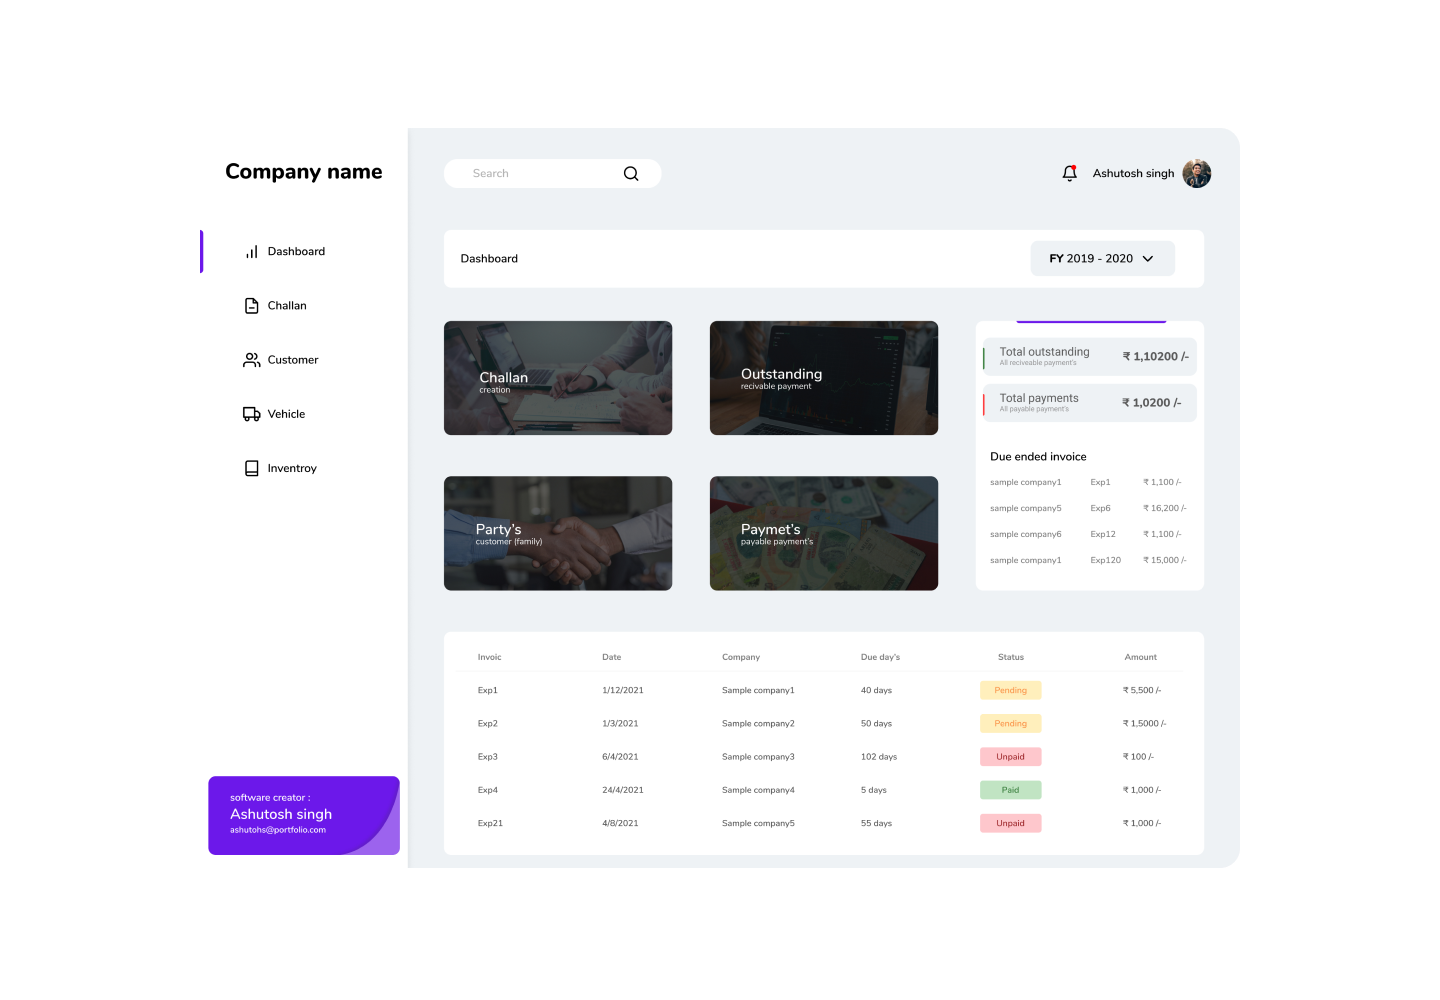 Company name
Dashboard
Challan
Customer
Vehicle
Inventroy
software creator :
Ashutosh singh
ashutohs@portfolio.com
Search
Ashutosh singh
Dashboard
FY 2019 - 2020
Challan
creation
Outstanding
recivable payment
Party's
customer (family)
Paymet's
payable payment's
Total outstanding
All reciveable payment's
₹ 1,10200 /-
Total payments
All payable payment's
₹ 1,0200 /-
Due ended invoice
sample company1 Exp1 ₹ 1,100 /-
sample company5 Exp6 ₹ 16,200 /-
sample company6 Exp12 ₹ 1,100 /-
sample company1 Exp120 ₹ 15,000 /-
Invoic Date Company Due day's Status Amount
Exp1 1/12/2021 Sample company1 40 days Pending ₹ 5,500 /-
Exp2 1/3/2021 Sample company2 50 days Pending ₹ 1,5000 /-
Exp3 6/4/2021 Sample company3 102 days Unpaid ₹ 100 /-
Exp4 24/4/2021 Sample company4 5 days Paid ₹ 1,000 /-
Exp21 4/8/2021 Sample company5 55 days Unpaid ₹ 1,000 /-